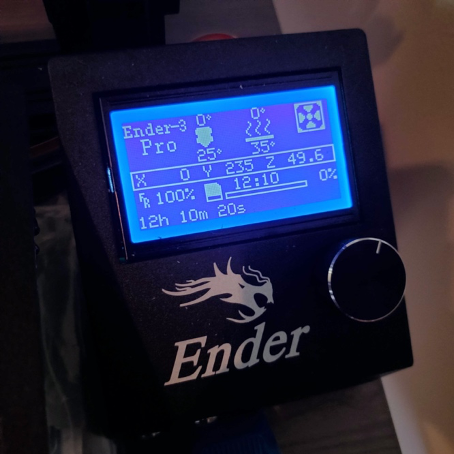 Ender-3 0° 0°
Pro 25° 35°
X 0 Y 235 Z 49.6
FR 100% 12:10 0%
12h 10m 20s
Ender